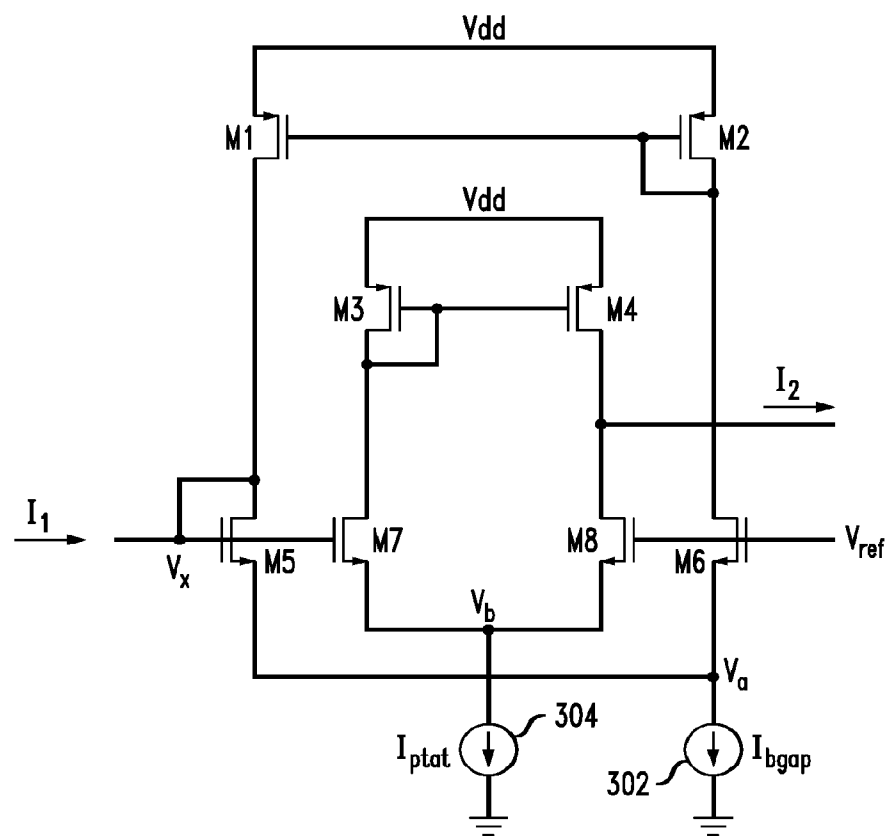 Vdd
M1
M2
Vdd
M3
M4
I2
I1
Vx
M5
M7
M8
M6
Vref
Vb
Va
304
Iptat
302
Ibgap